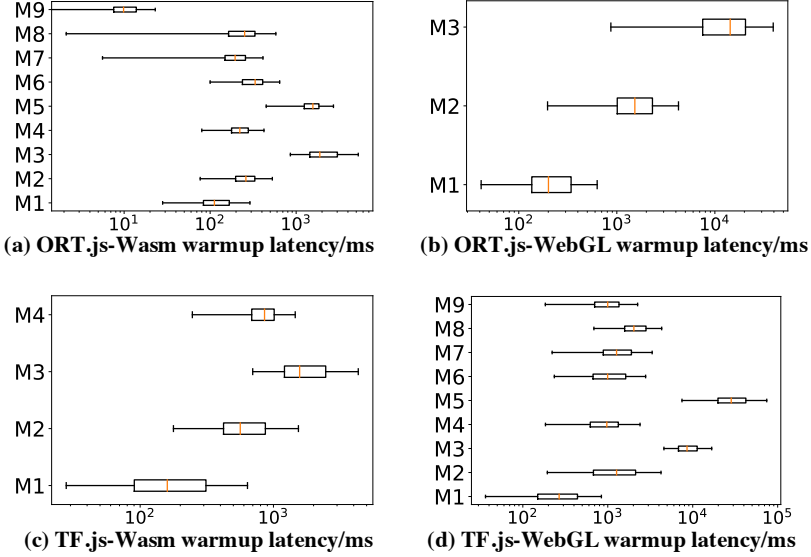 M9
M8
M7
M6
M5
M4
M3
M2
M1
10^1 10^2 10^3
(a) ORT.js-Wasm warmup latency/ms
M3
M2
M1
10^2 10^3 10^4
(b) ORT.js-WebGL warmup latency/ms
M4
M3
M2
M1
10^2 10^3
(c) TF.js-Wasm warmup latency/ms
M9
M8
M7
M6
M5
M4
M3
M2
M1
10^2 10^3 10^4 10^5
(d) TF.js-WebGL warmup latency/ms